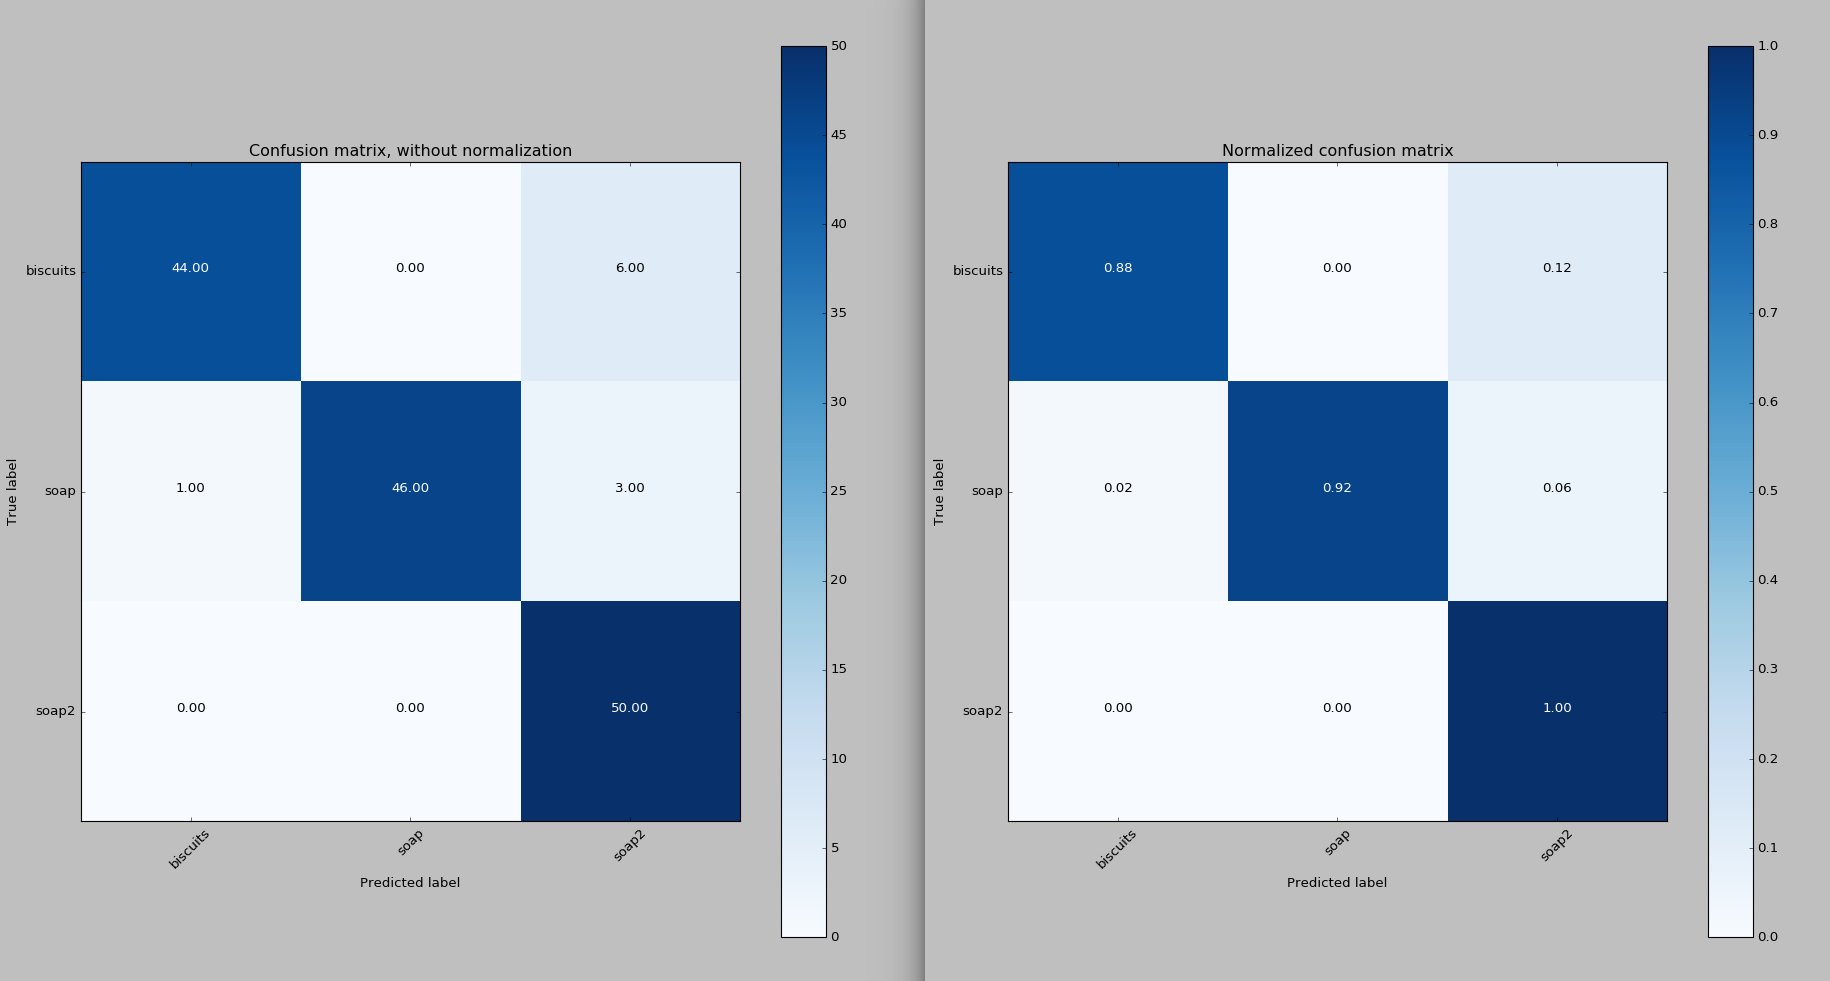 Confusion matrix, without normalization
True label
biscuits
soap
soap2
44.00 0.00 6.00
1.00 46.00 3.00
0.00 0.00 50.00
biscuits soap soap2
Predicted label
50
45
40
35
30
25
20
15
10
5
0
Normalized confusion matrix
True label
biscuits
soap
soap2
0.88 0.00 0.12
0.02 0.92 0.06
0.00 0.00 1.00
biscuits soap soap2
Predicted label
1.0
0.9
0.8
0.7
0.6
0.5
0.4
0.3
0.2
0.1
0.0